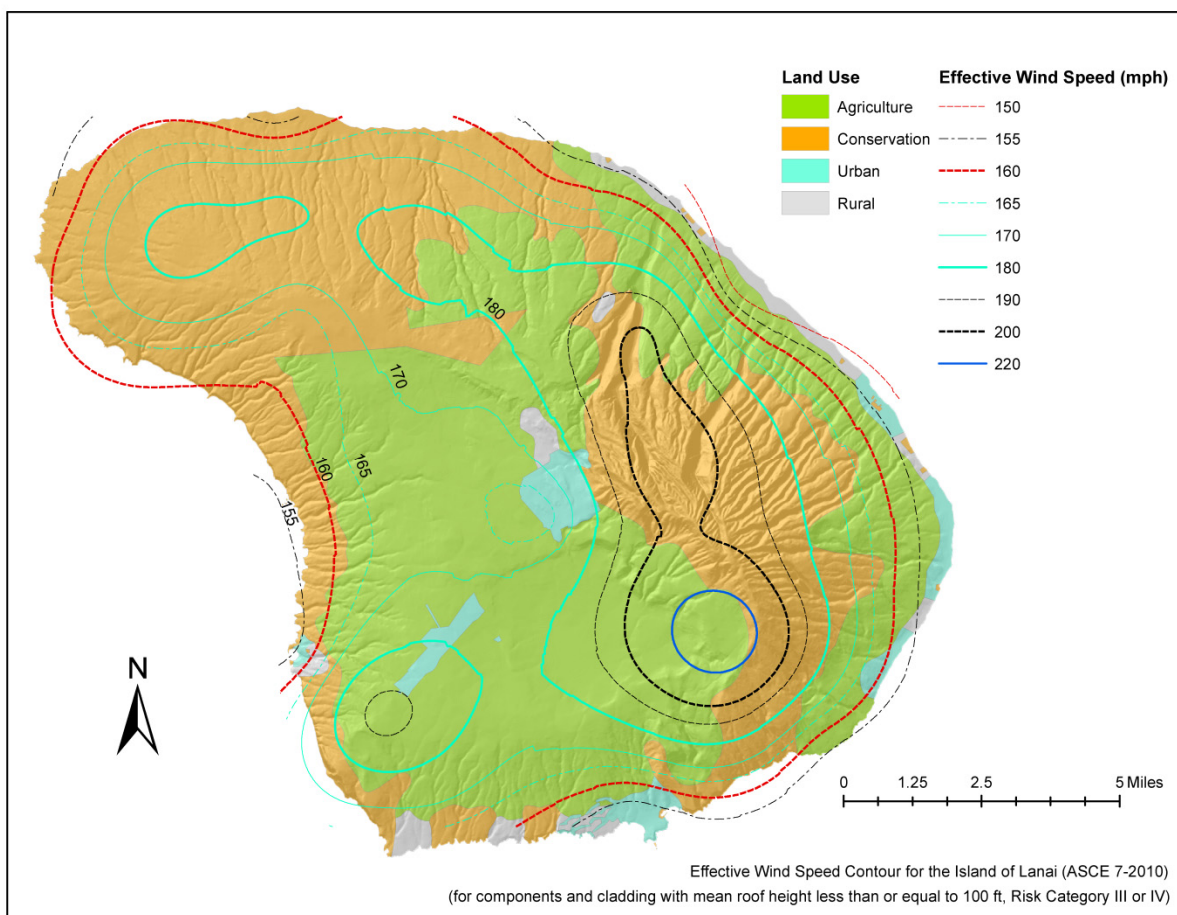 Land Use
Agriculture
Conservation
Urban
Rural
Effective Wind Speed (mph)
150
155
160
165
170
180
190
200
220
180
170
165
160
155
N
0 1.25 2.5 5 Miles
Effective Wind Speed Contour for the Island of Lanai (ASCE 7-2010)
(for components and cladding with mean roof height less than or equal to 100 ft, Risk Category III or IV)